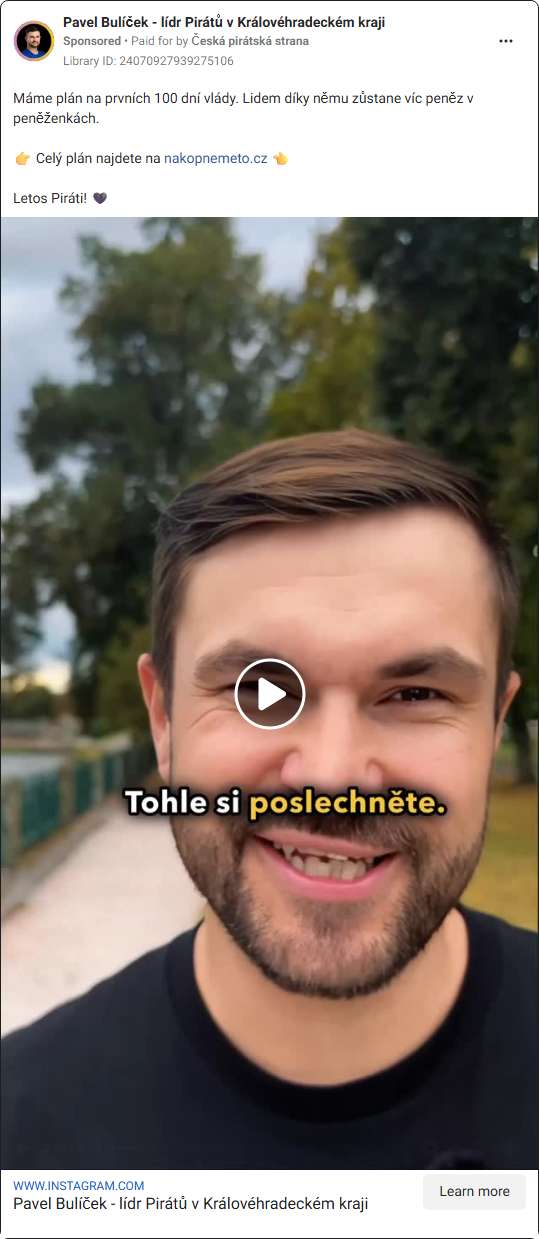 Pavel Bulíček - lídr Pirátů v Královéhradeckém kraji
Sponsored • Paid for by Česká pirátská strana
Library ID: 24070927939275106
Máme plán na prvních 100 dní vlády. Lidem díky němu zůstane víc peněz v
peněženkách.
👉 Celý plán najdete na nakopnemeto.cz 👈
Letos Piráti! 🖤
Tohle si poslechněte.
WWW.INSTAGRAM.COM
Pavel Bulíček - lídr Pirátů v Královéhradeckém kraji
Learn more